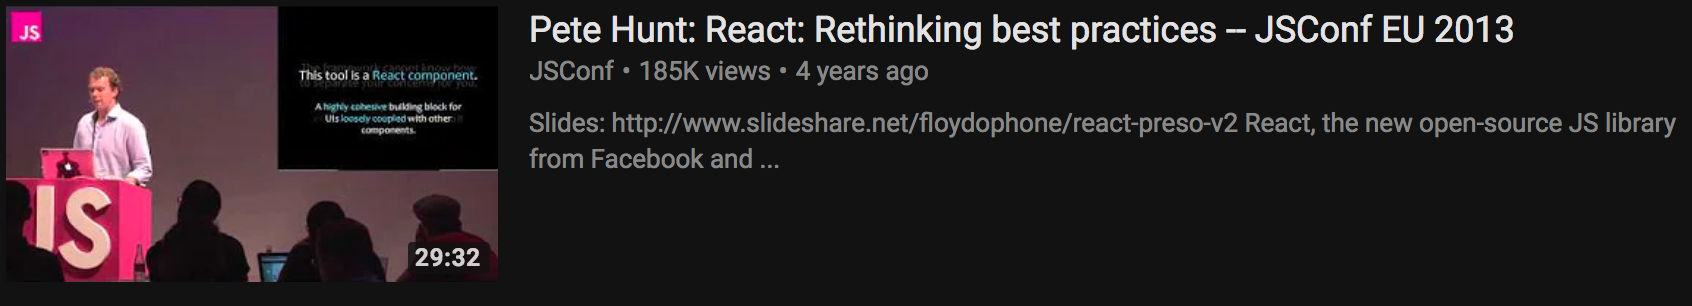 JS
This tool is a React component.
A highly cohesive building block for
UIs loosely coupled with other
components.
JS
29:32
Pete Hunt: React: Rethinking best practices -- JSConf EU 2013
JSConf • 185K views • 4 years ago
Slides: http://www.slideshare.net/floydophone/react-preso-v2 React, the new open-source JS library
from Facebook and ...